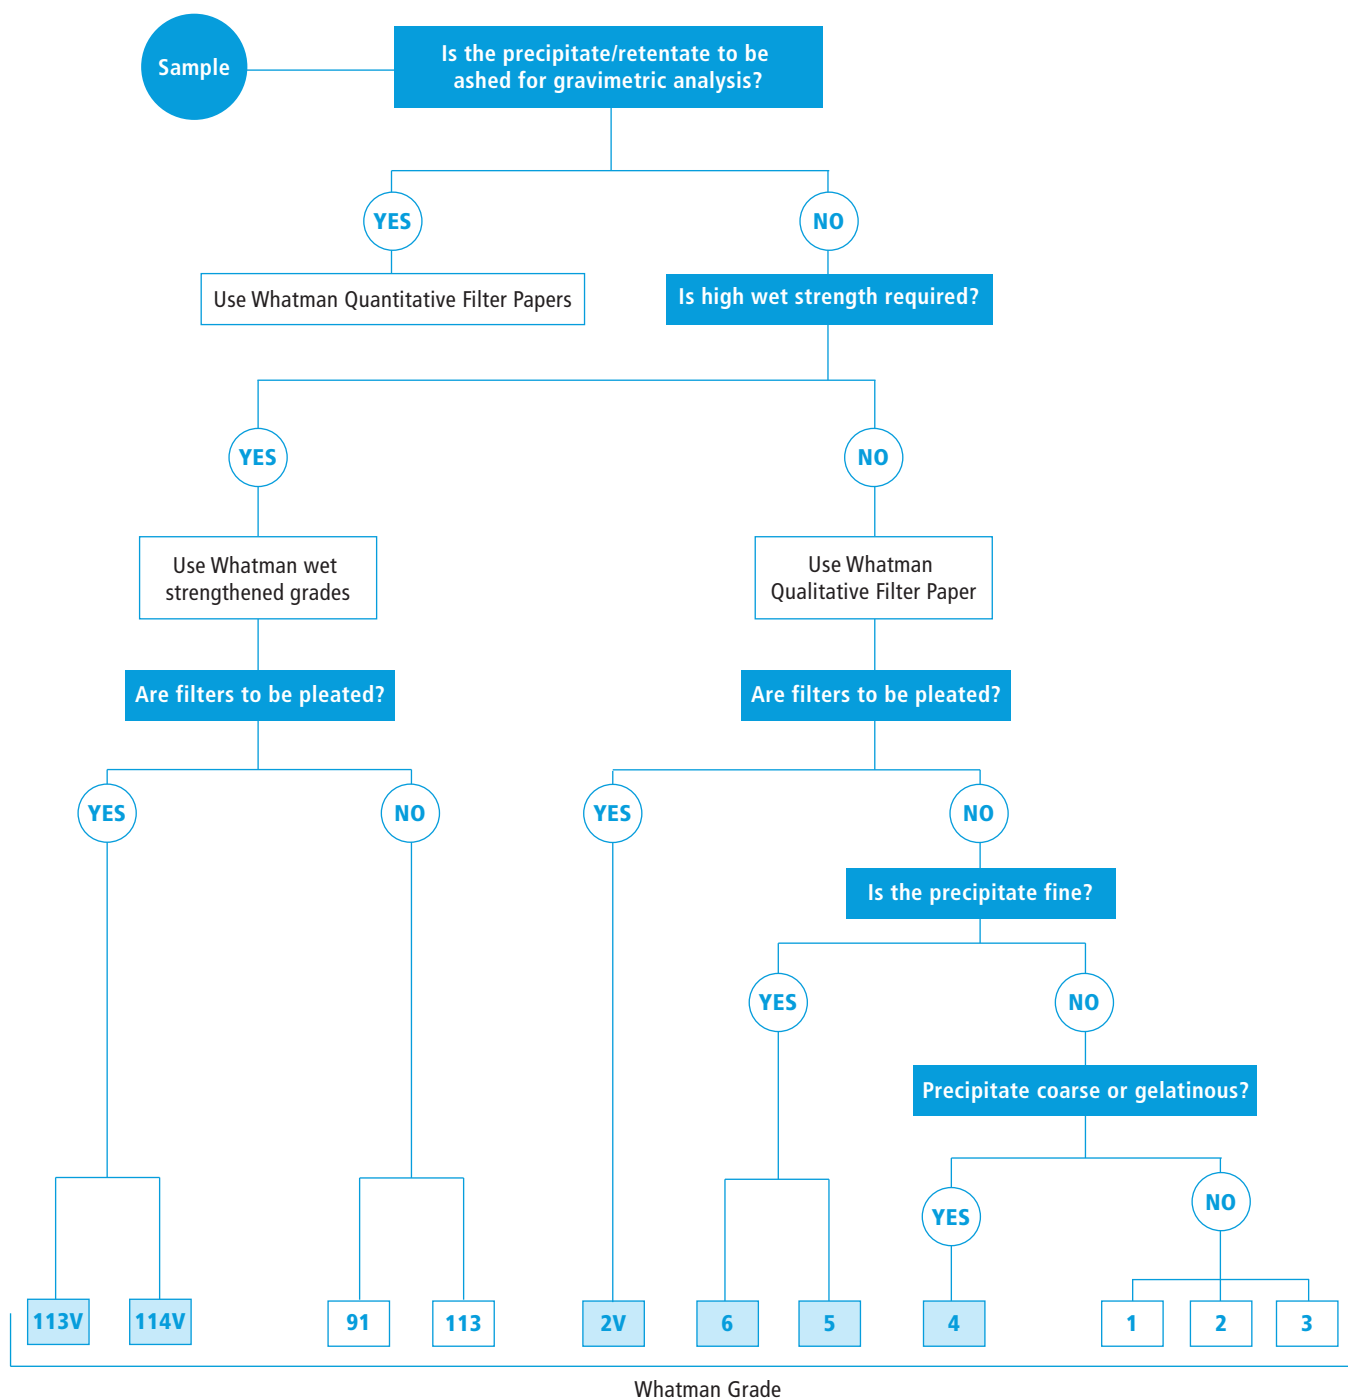 Sample
Is the precipitate/retentate to be
ashed for gravimetric analysis?
YES
NO
Use Whatman Quantitative Filter Papers
Is high wet strength required?
YES
NO
Use Whatman wet
strengthened grades
Use Whatman
Qualitative Filter Paper
Are filters to be pleated?
Are filters to be pleated?
YES
NO
YES
NO
Is the precipitate fine?
YES
NO
Precipitate coarse or gelatinous?
YES
NO
113V
114V
91
113
2V
6
5
4
1
2
3
Whatman Grade